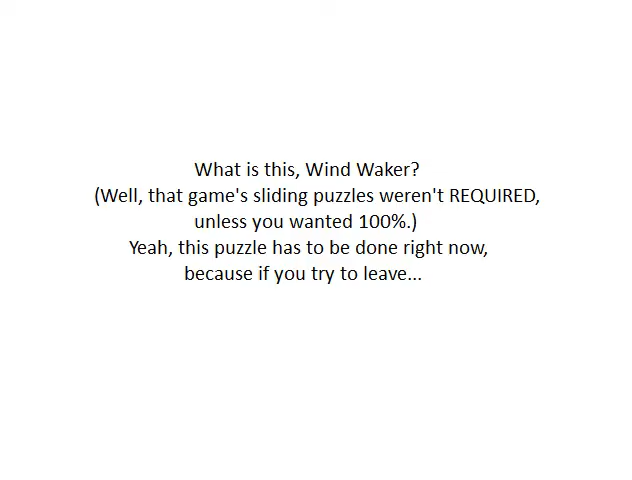 What is this, Wind Waker?
(Well, that game's sliding puzzles weren't REQUIRED,
unless you wanted 100%.)
Yeah, this puzzle has to be done right now,
because if you try to leave...